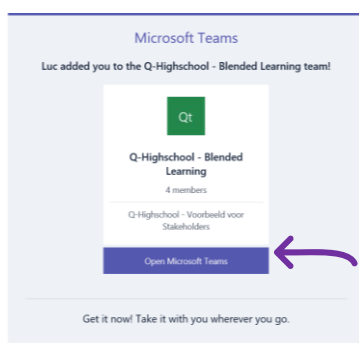 Microsoft Teams
Luc added you to the Q-Highschool - Blended Learning team!
Qt
Q-Highschool - Blended
Learning
4 members
Q-Highschool - Voorbeeld voor
Stakeholders
Open Microsoft Teams
Get it now! Take it with you wherever you go.